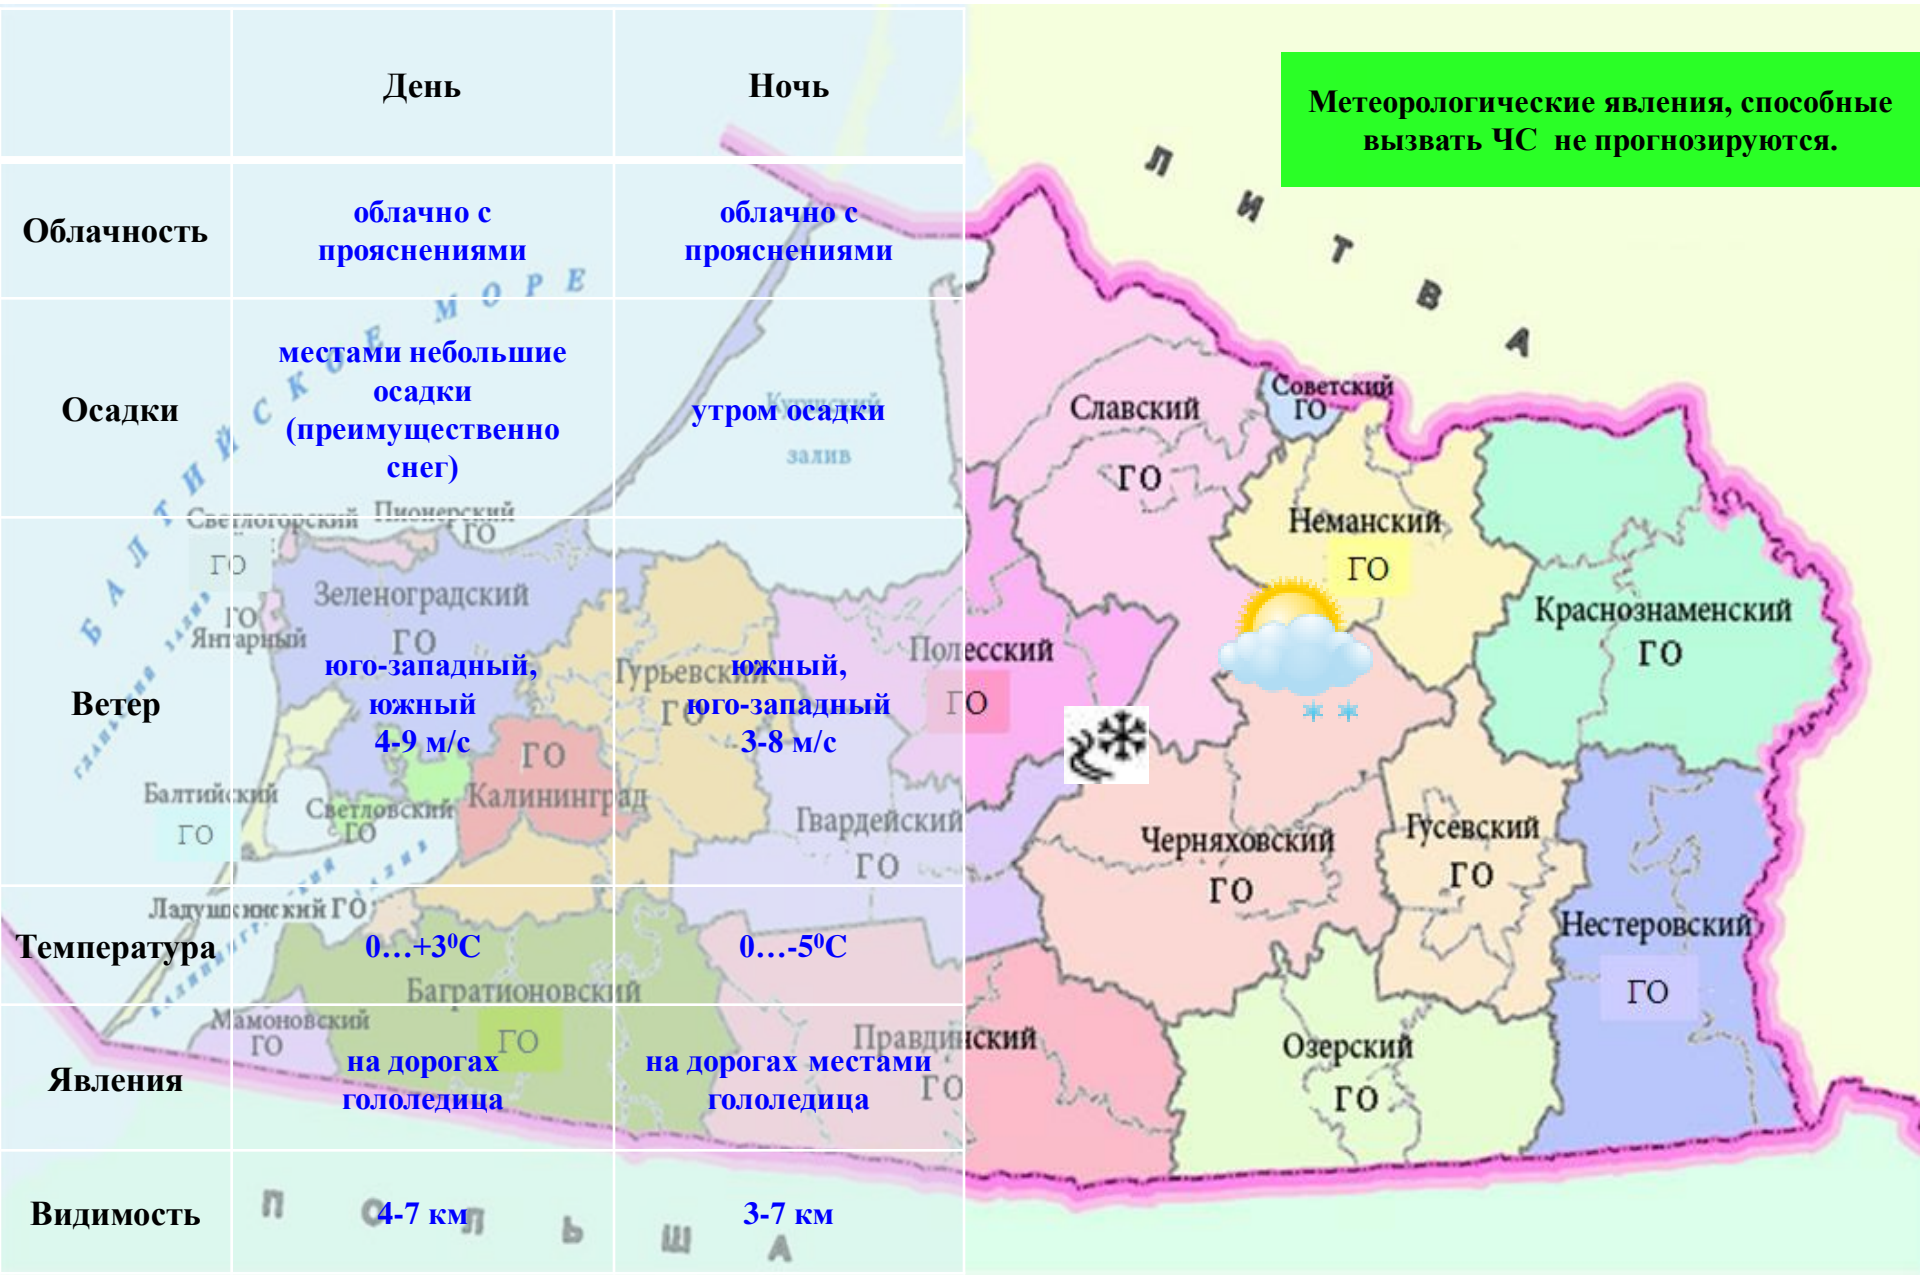 День
Ночь
Метеорологические явления, способные
вызвать ЧС не прогнозируются.
Облачность
облачно с
прояснениями
облачно с
прояснениями
Осадки
местами небольшие
осадки
(преимущественно
снег)
утром осадки
Ветер
юго-западный,
южный
4-9 м/с
южный,
юго-западный
3-8 м/с
Температура
0…+3⁰С
0…-5⁰С
Явления
на дорогах
гололедица
на дорогах местами
гололедица
Видимость
4-7 км
3-7 км
БАЛТИЙСКОЕ МОРЕ
ЛИТВА
ПОЛЬША
Куршский
залив
Светлогорский
ГО
Пионерский
ГО
ГО
Янтарный
Зеленоградский
ГО
Гурьевский
ГО
Полесский
ГО
Славский
ГО
Советский
ГО
Неманский
ГО
Краснознаменский
ГО
Балтийский
ГО
Светловский
ГО
ГО
Калининград
Гвардейский
ГО
Черняховский
ГО
Гусевский
ГО
Нестеровский
ГО
Ладушкинский ГО
Мамоновский
ГО
Багратионовский
ГО
Правдинский
ГО
Озерский
ГО